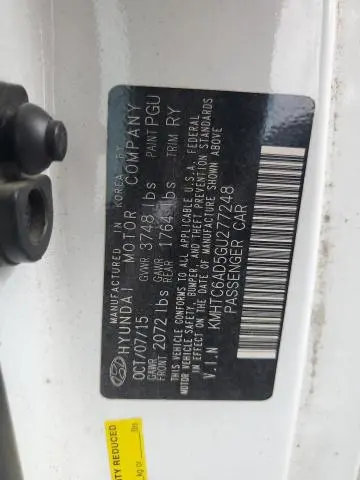 MANUFACTURED IN KOREA BY
HYUNDAI MOTOR COMPANY
OCT/07/15 GVWR 3748 lbs PAINT PGU
GAWR FRONT 2072 lbs GAWR REAR 1764 lbs TRIM RY
THIS VEHICLE CONFORMS TO ALL APPLICABLE U.S.A. FEDERAL
MOTOR VEHICLE SAFETY, BUMPER, AND THEFT PREVENTION STANDARDS
IN EFFECT ON THE DATE OF MANUFACTURE SHOWN ABOVE
V.I.N KMHTC6AD5GU277248
PASSENGER CAR
REDUCED